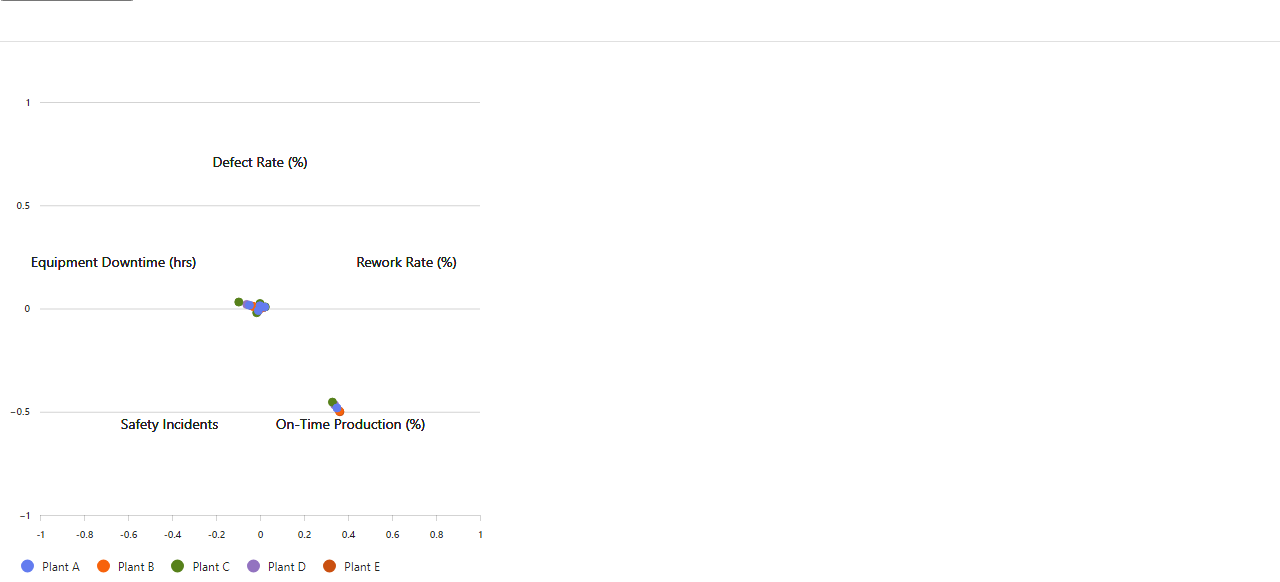 1
Defect Rate (%)
0.5
Equipment Downtime (hrs) Rework Rate (%)
0
−0.5
Safety Incidents On-Time Production (%)
−1
-1 -0.8 -0.6 -0.4 -0.2 0 0.2 0.4 0.6 0.8 1
Plant A Plant B Plant C Plant D Plant E